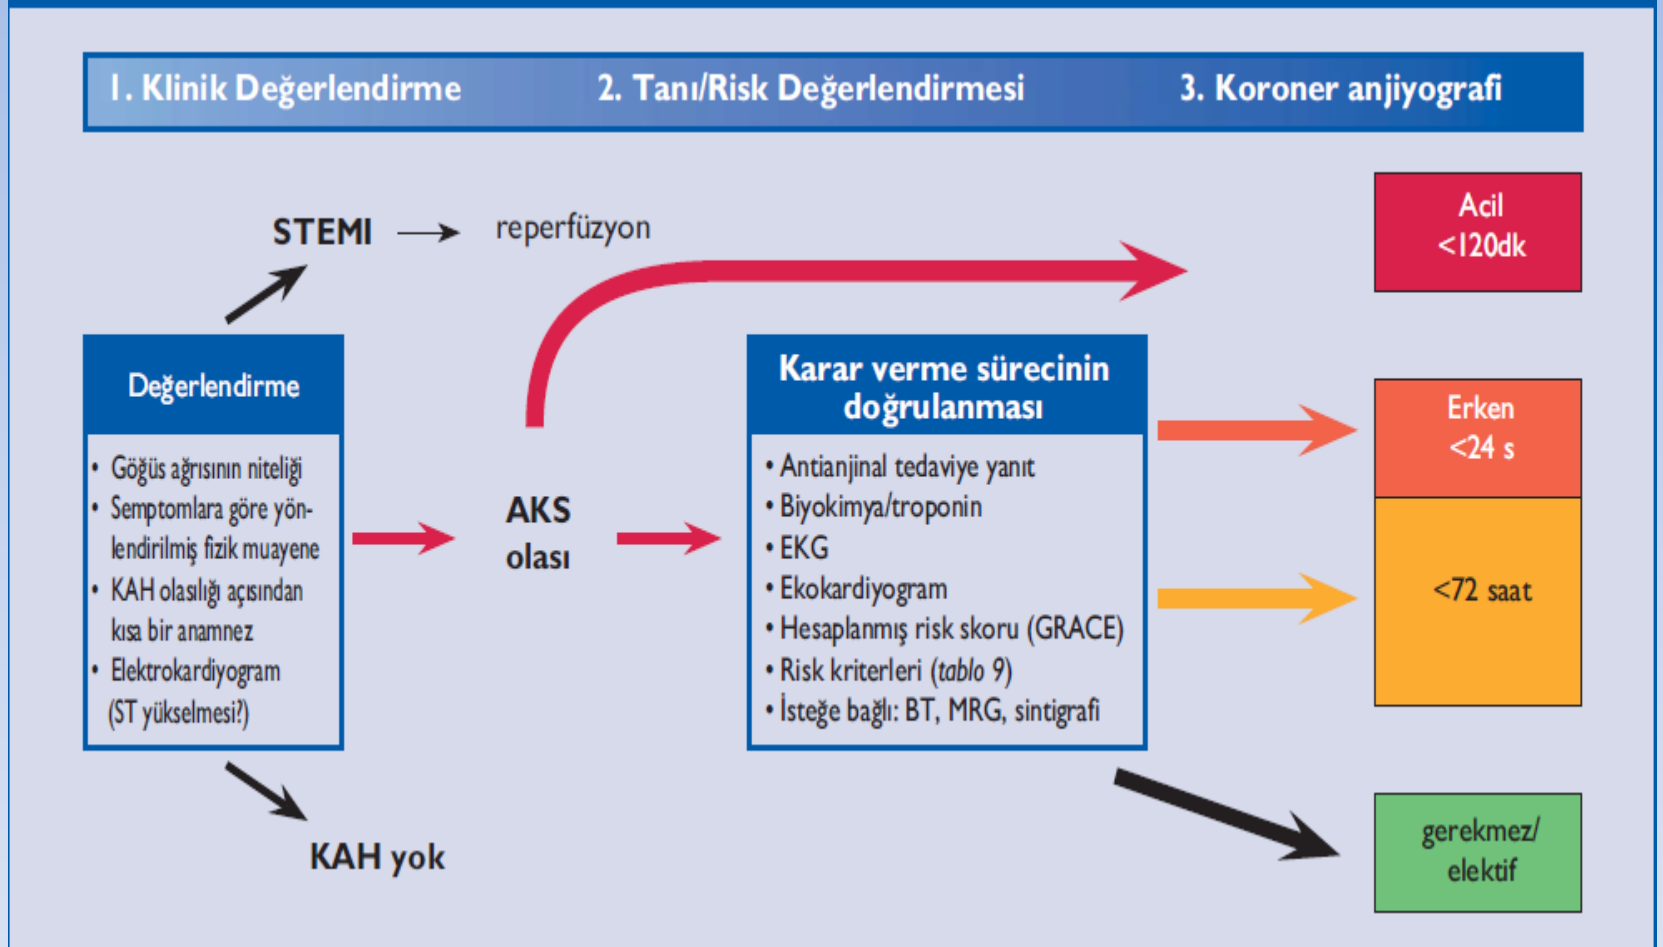 1. Klinik Değerlendirme
2. Tanı/Risk Değerlendirmesi
3. Koroner anjiyografi
STEMI
reperfüzyon
Acil
<120dk
Değerlendirme
• Göğüs ağrısının niteliği
• Semptomlara göre yön-
lendirilmiş fizik muayene
• KAH olasılığı açısından
kısa bir anamnez
• Elektrokardiyogram
(ST yükselmesi?)
AKS
olası
Karar verme sürecinin
doğrulanması
• Antianjinal tedaviye yanıt
• Biyokimya/troponin
• EKG
• Ekokardiyogram
• Hesaplanmış risk skoru (GRACE)
• Risk kriterleri (tablo 9)
• İsteğe bağlı: BT, MRG, sintigrafi
Erken
<24 s
<72 saat
KAH yok
gerekmez/
elektif